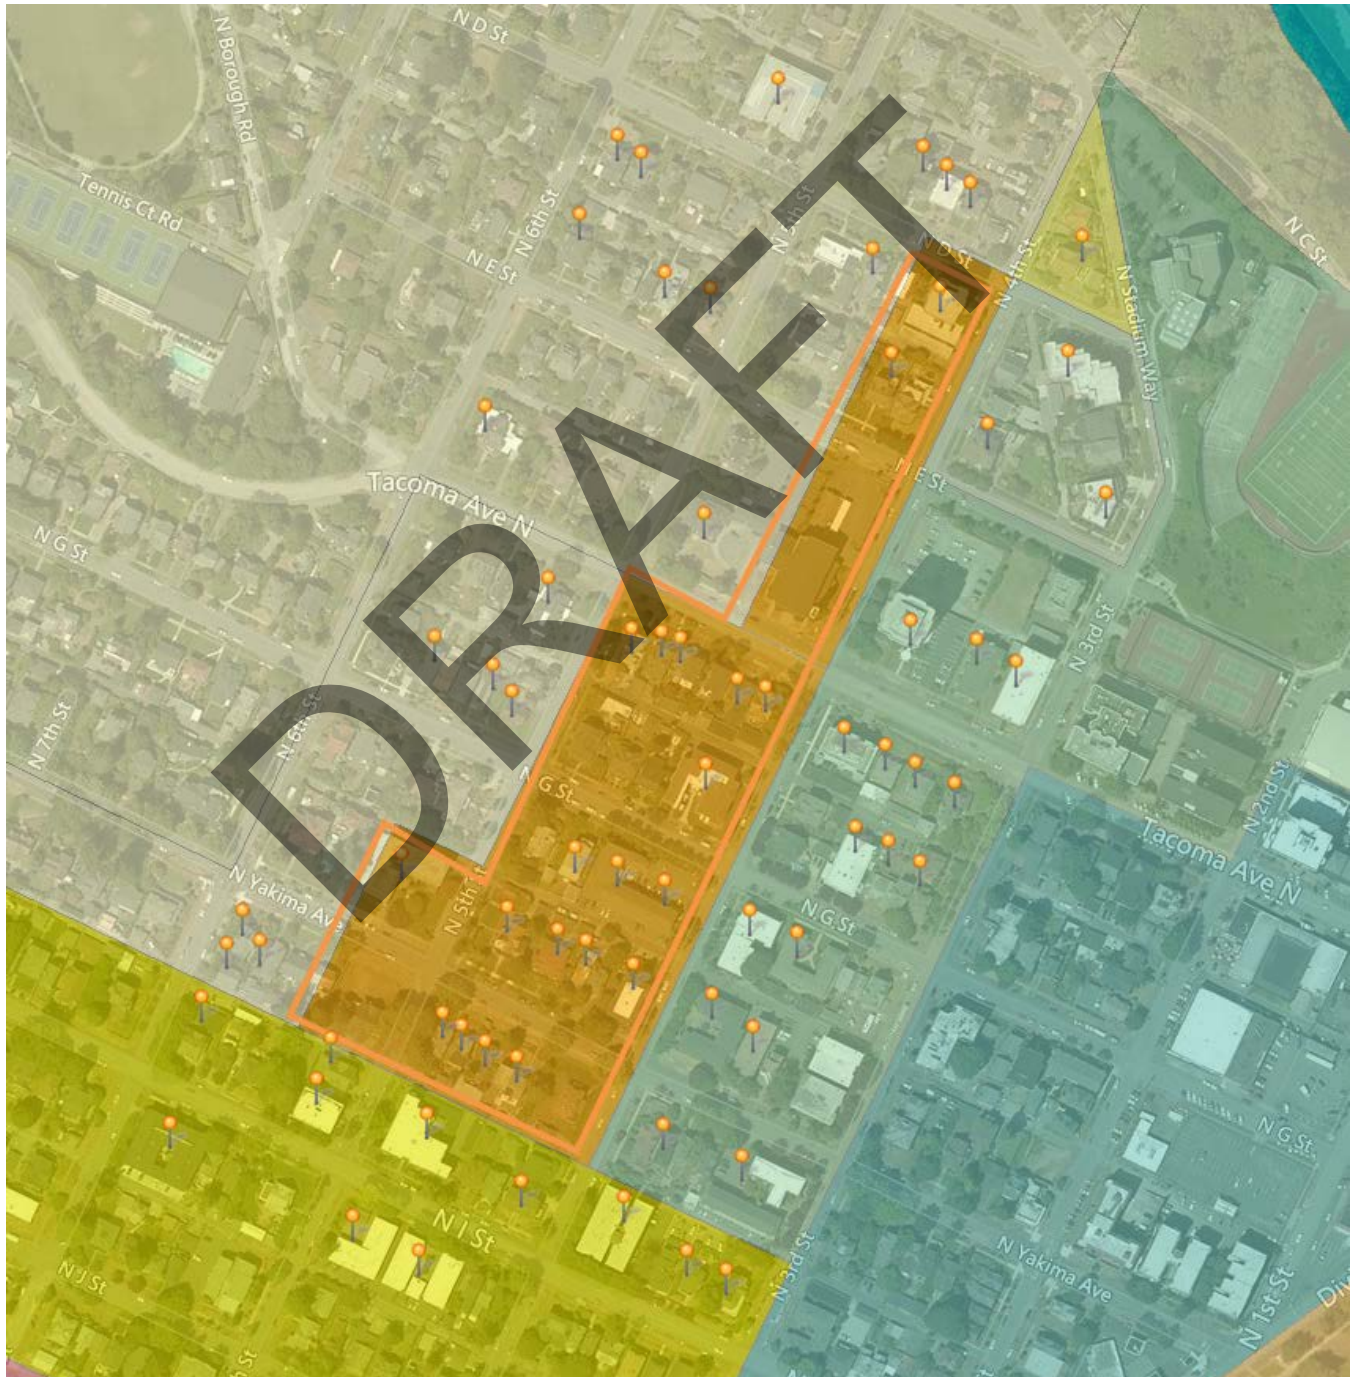 N D St
N Borough Rd
Tennis Ct Rd
N 6th St
N 5th St
N E St
N D St
N 4th St
N C St
N Stadium Way
Tacoma Ave N
N E St
N G St
N 3rd St
N 7th St
N 6th St
N G St
N 2nd St
Tacoma Ave N
N Yakima Ave
N 5th St
N G St
N G St
N I St
N 3rd St
N Yakima Ave
N J St
N 1st St
DRAFT